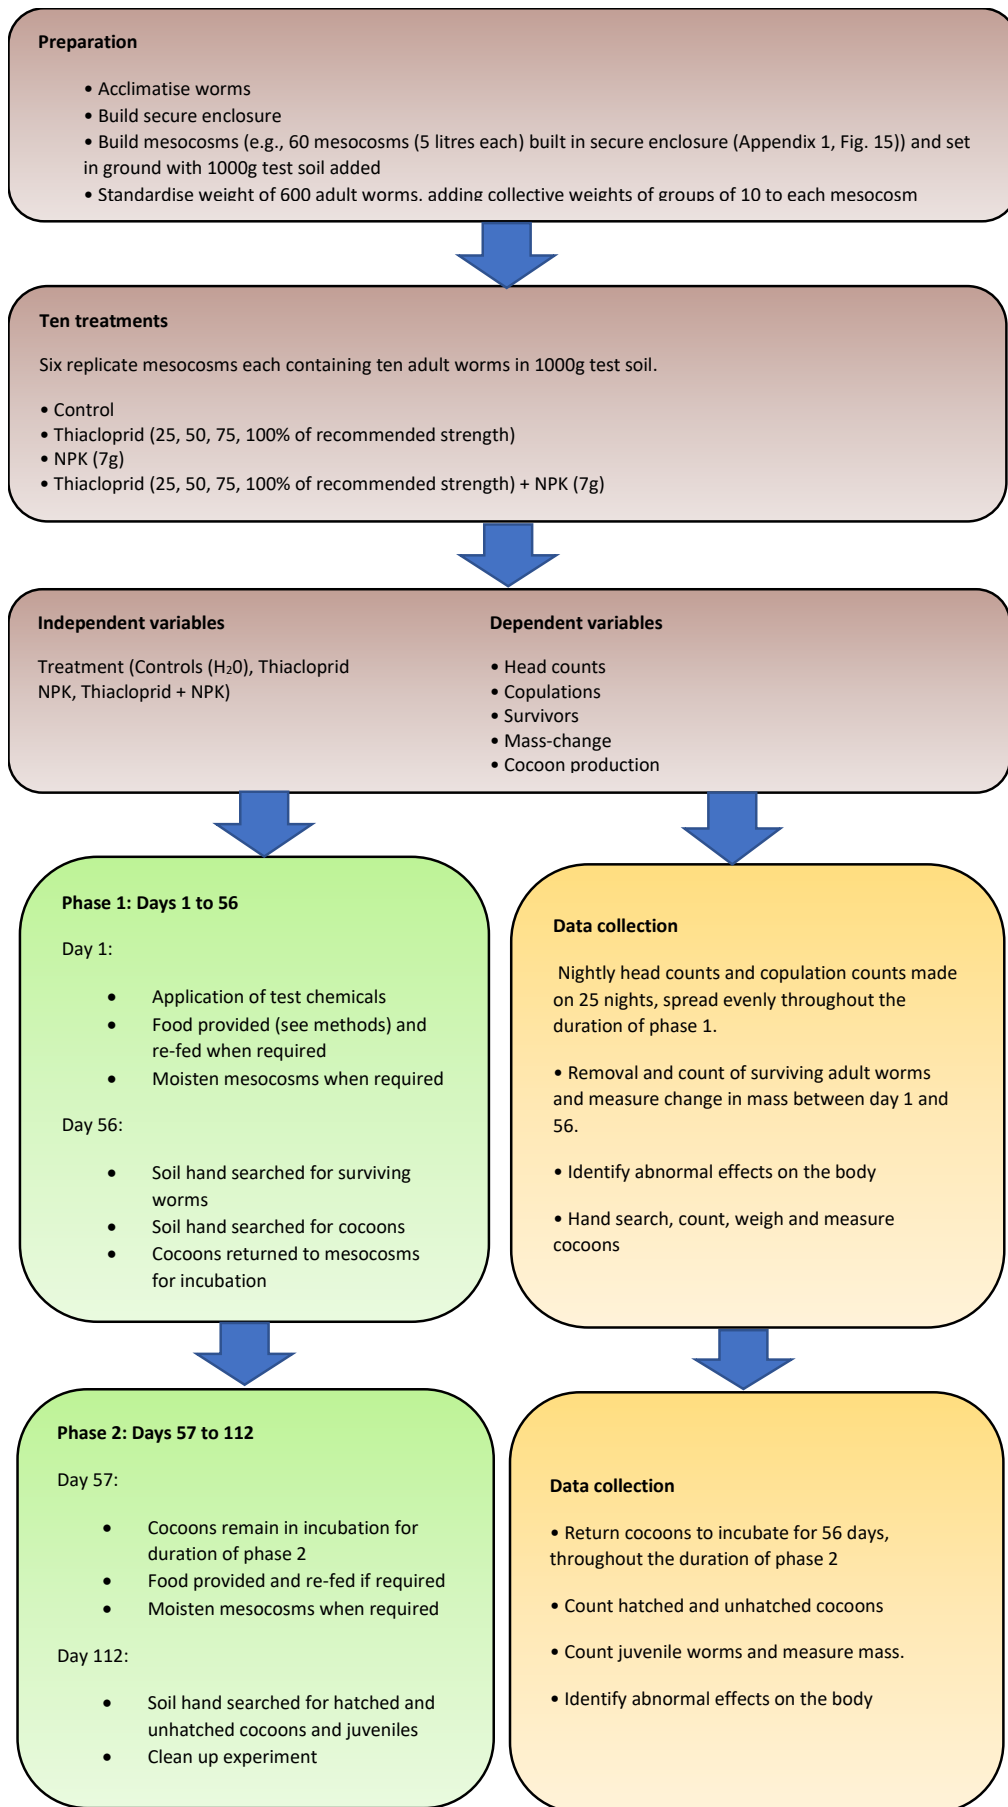 Preparation
• Acclimatise worms
• Build secure enclosure
• Build mesocosms (e.g., 60 mesocosms (5 litres each) built in secure enclosure (Appendix 1, Fig. 15)) and set
in ground with 1000g test soil added
• Standardise weight of 600 adult worms, adding collective weights of groups of 10 to each mesocosm
Ten treatments
Six replicate mesocosms each containing ten adult worms in 1000g test soil.
• Control
• Thiacloprid (25, 50, 75, 100% of recommended strength)
• NPK (7g)
• Thiacloprid (25, 50, 75, 100% of recommended strength) + NPK (7g)
Independent variables
Treatment (Controls (H₂0), Thiacloprid
NPK, Thiacloprid + NPK)
Dependent variables
• Head counts
• Copulations
• Survivors
• Mass-change
• Cocoon production
Phase 1: Days 1 to 56
Day 1:
• Application of test chemicals
• Food provided (see methods) and
re-fed when required
• Moisten mesocosms when required
Day 56:
• Soil hand searched for surviving
worms
• Soil hand searched for cocoons
• Cocoons returned to mesocosms
for incubation
Data collection
Nightly head counts and copulation counts made
on 25 nights, spread evenly throughout the
duration of phase 1.
• Removal and count of surviving adult worms
and measure change in mass between day 1 and
56.
• Identify abnormal effects on the body
• Hand search, count, weigh and measure
cocoons
Phase 2: Days 57 to 112
Day 57:
• Cocoons remain in incubation for
duration of phase 2
• Food provided and re-fed if required
• Moisten mesocosms when required
Day 112:
• Soil hand searched for hatched and
unhatched cocoons and juveniles
• Clean up experiment
Data collection
• Return cocoons to incubate for 56 days,
throughout the duration of phase 2
• Count hatched and unhatched cocoons
• Count juvenile worms and measure mass.
• Identify abnormal effects on the body